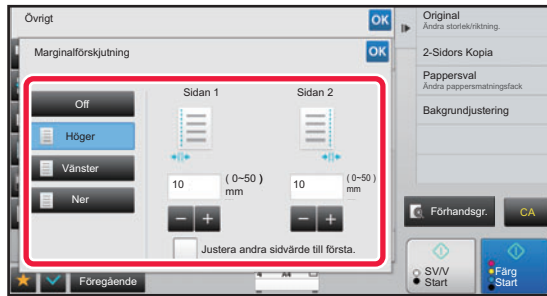 Övrigt
OK
Marginalförskjutning
OK
Off
Höger
Vänster
Ner
Sidan 1
Sidan 2
10
( 0~50 )
mm
10
( 0~50 )
mm
Justera andra sidvärde till första.
Föregående
A4
Original
Ändra storlek/riktning.
2-Sidors Kopia
Pappersval
Ändra pappersmatningsfack
Bakgrundjustering
Förhandsgr.
CA
SV/V
Start
Färg
Start